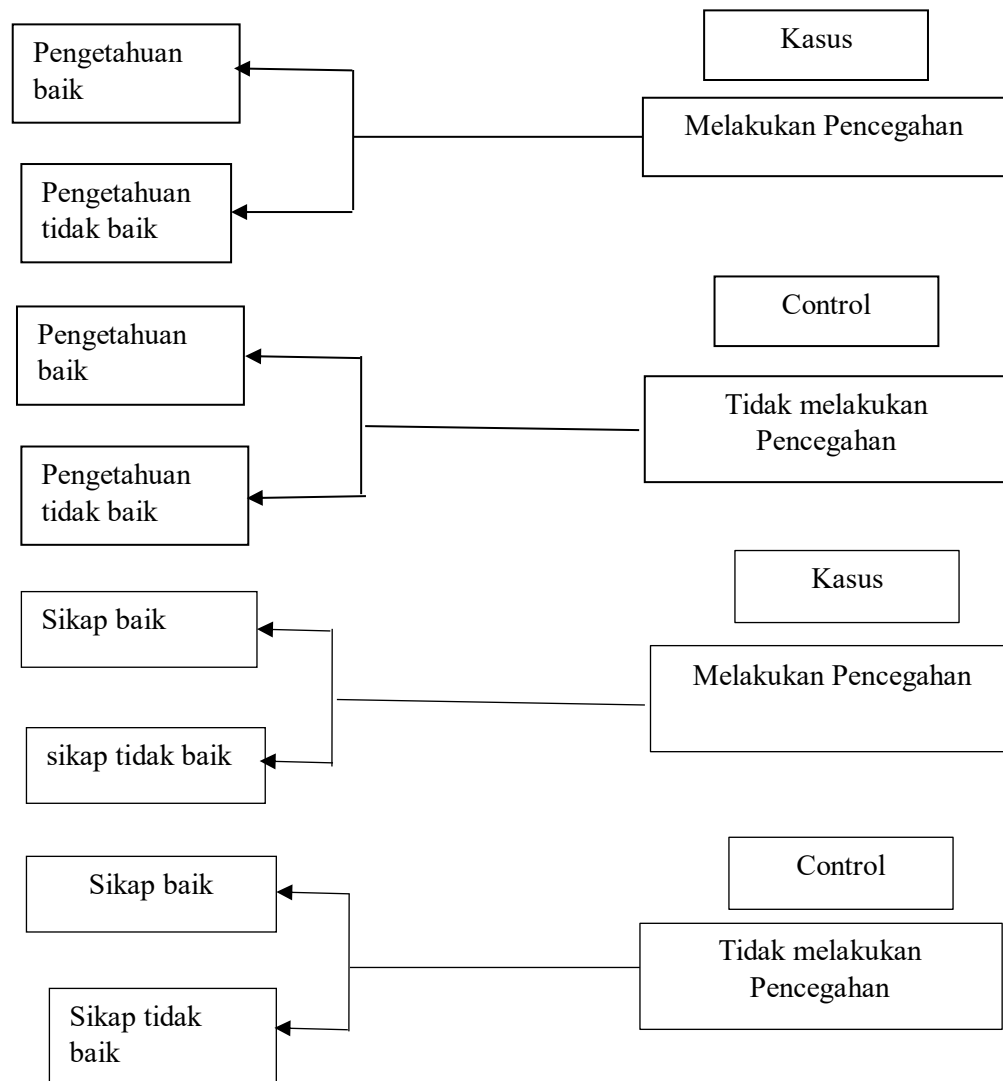 Pengetahuan
baik
Kasus
Melakukan Pencegahan
Pengetahuan
tidak baik
Control
Pengetahuan
baik
Tidak melakukan
Pencegahan
Pengetahuan
tidak baik
Kasus
Sikap baik
Melakukan Pencegahan
sikap tidak baik
Control
Sikap baik
Tidak melakukan
Pencegahan
Sikap tidak
baik